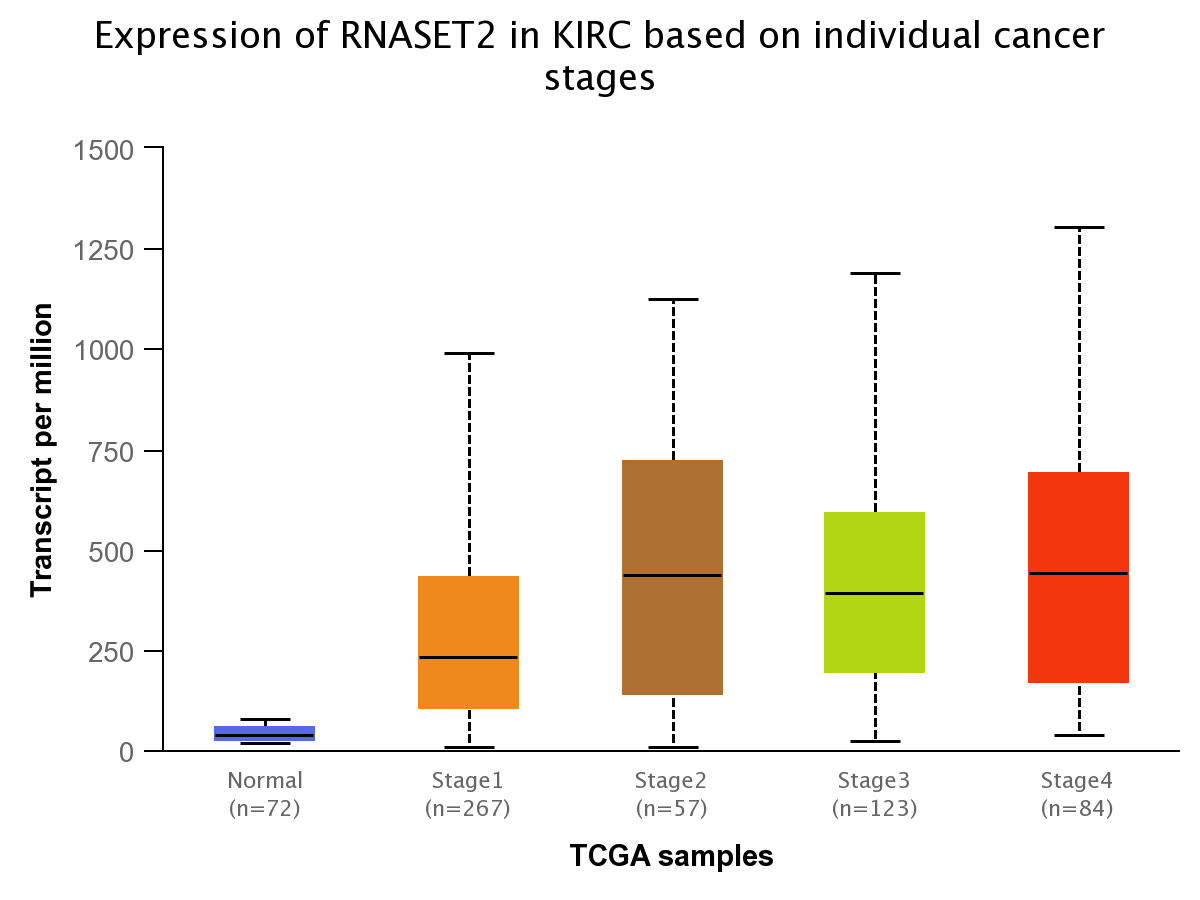 Expression of RNASET2 in KIRC based on individual cancer
stages
1500
1250
1000
750
500
250
0
Transcript per million
Normal
(n=72)
Stage1
(n=267)
Stage2
(n=57)
Stage3
(n=123)
Stage4
(n=84)
TCGA samples